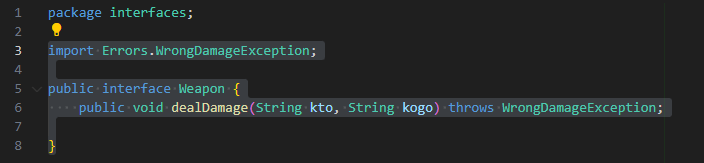 1 package interfaces;
2
3 import Errors.WrongDamageException;
4
5 public interface Weapon {
6 public void dealDamage(String kto, String kogo) throws WrongDamageException;
7
8 }